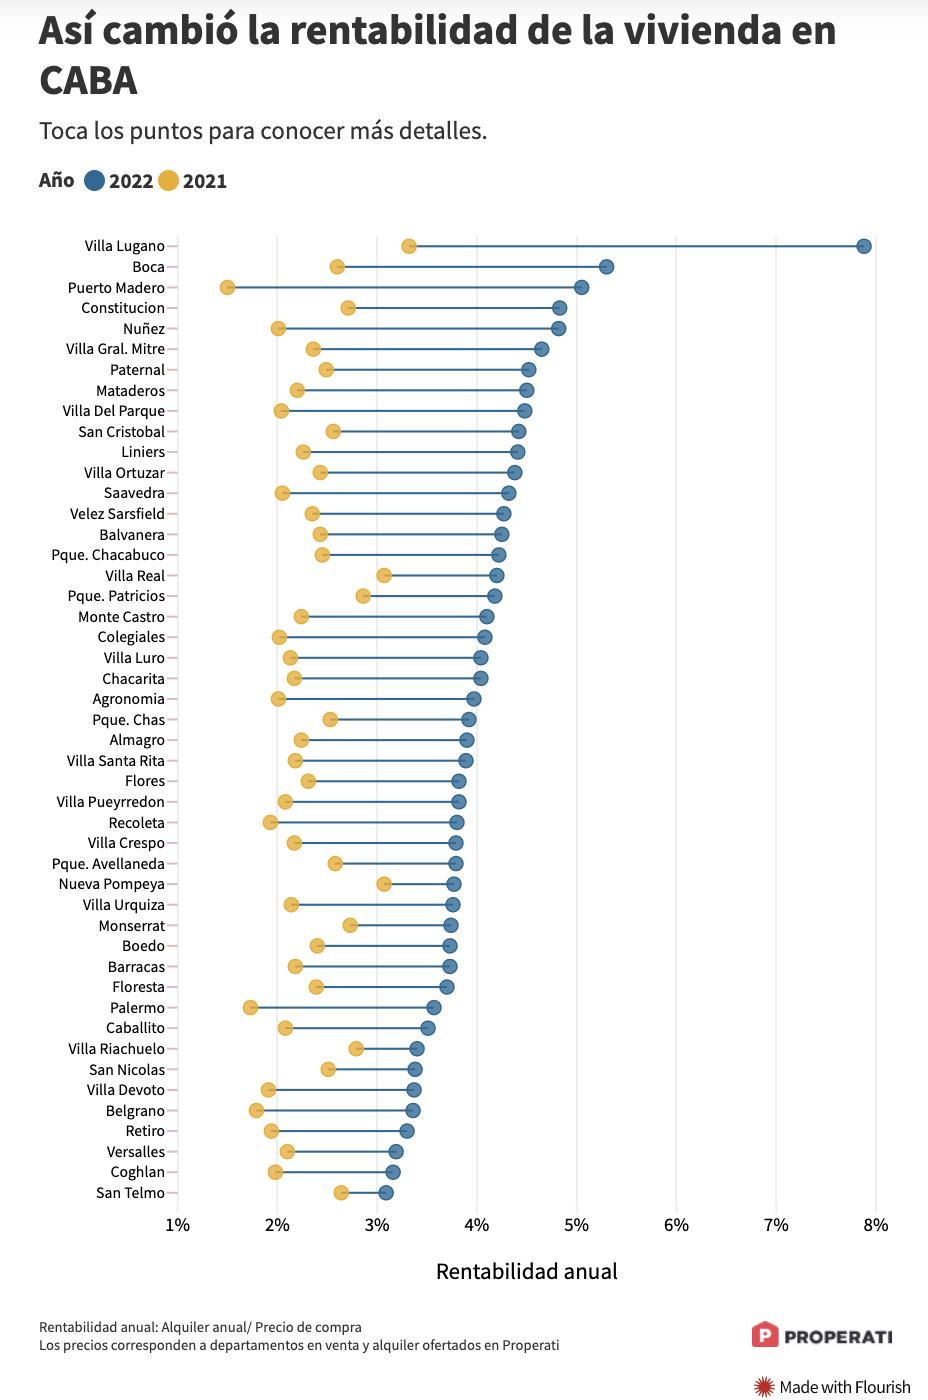 Así cambió la rentabilidad de la vivienda en
CABA
Toca los puntos para conocer más detalles.
Año 2022 2021
Villa Lugano
Boca
Puerto Madero
Constitucion
Nuñez
Villa Gral. Mitre
Paternal
Mataderos
Villa Del Parque
San Cristobal
Liniers
Villa Ortuzar
Saavedra
Velez Sarsfield
Balvanera
Pque. Chacabuco
Villa Real
Pque. Patricios
Monte Castro
Colegiales
Villa Luro
Chacarita
Agronomia
Pque. Chas
Almagro
Villa Santa Rita
Flores
Villa Pueyrredon
Recoleta
Villa Crespo
Pque. Avellaneda
Nueva Pompeya
Villa Urquiza
Monserrat
Boedo
Barracas
Floresta
Palermo
Caballito
Villa Riachuelo
San Nicolas
Villa Devoto
Belgrano
Retiro
Versalles
Coghlan
San Telmo
1% 2% 3% 4% 5% 6% 7% 8%
Rentabilidad anual
Rentabilidad anual: Alquiler anual/ Precio de compra
Los precios corresponden a departamentos en venta y alquiler ofertados en Properati
P PROPERATI
Made with Flourish